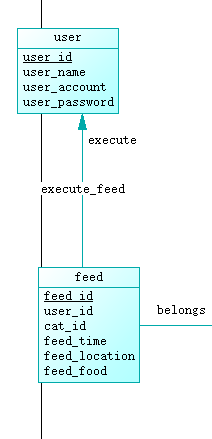 user
user_id
user_name
user_account
user_password
execute
execute_feed
feed
feed_id
user_id
cat_id
feed_time
feed_location
feed_food
belongs